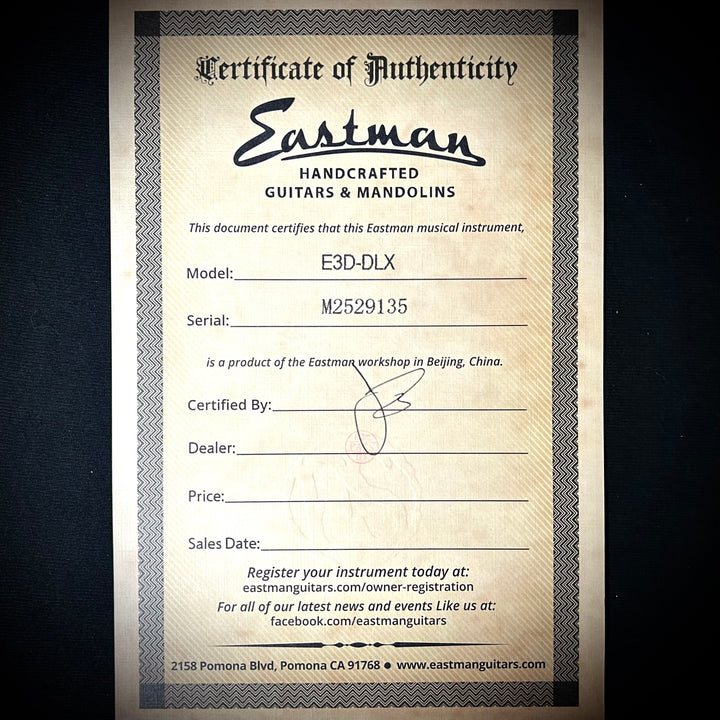 Certificate of Authenticity
Eastman
HANDCRAFTED
GUITARS & MANDOLINS
This document certifies that this Eastman musical instrument,
Model: E3D-DLX
Serial: M2529135
is a product of the Eastman workshop in Beijing, China.
Certified By:
Dealer:
Price:
Sales Date:
Register your instrument today at:
eastmanguitars.com/owner-registration
For all of our latest news and events Like us at:
facebook.com/eastmanguitars
2158 Pomona Blvd, Pomona CA 91768 ● www.eastmanguitars.com